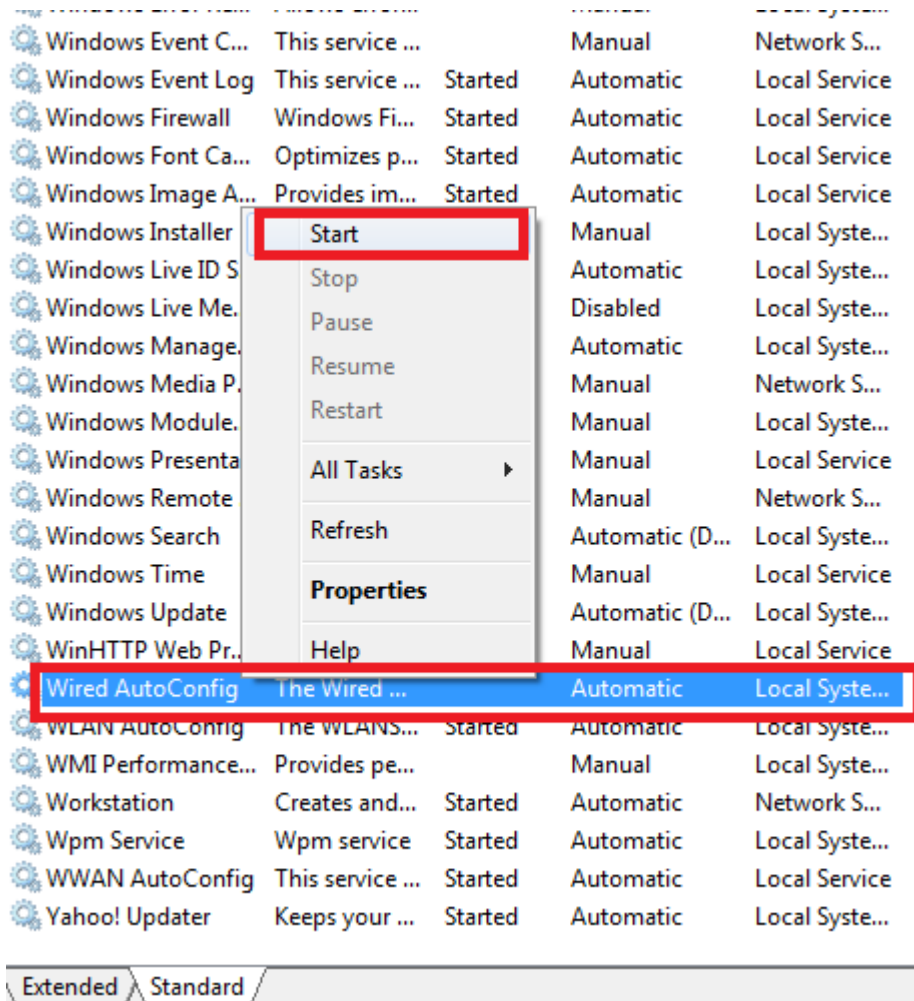 Windows Event C... This service ... Manual Network S...
Windows Event Log This service ... Started Automatic Local Service
Windows Firewall Windows Fi... Started Automatic Local Service
Windows Font Ca... Optimizes p... Started Automatic Local Service
Windows Image A... Provides im... Started Automatic Local Service
Windows Installer Start Manual Local Syste...
Windows Live ID S Automatic Local Syste...
Stop
Windows Live Me. Disabled Local Syste...
Pause
Windows Manage. Automatic Local Syste...
Resume
Windows Media P. Manual Network S...
Restart
Windows Module. Manual Local Syste...
Windows Presenta Manual Local Service
All Tasks
Windows Remote Manual Network S...
Windows Search Refresh Automatic (D... Local Syste...
Windows Time Manual Local Service
Properties
Windows Update Automatic (D... Local Syste...
WinHTTP Web Pr.. Help Manual Local Service
Wired AutoConfig The Wired ... Automatic Local Syste...
WLAN AutoConfig The WLANS... Started Automatic Local Syste...
WMI Performance... Provides pe... Manual Local Syste...
Workstation Creates and... Started Automatic Network S...
Wpm Service Wpm service Started Automatic Local Syste...
WWAN AutoConfig This service ... Started Automatic Local Service
Yahoo! Updater Keeps your ... Started Automatic Local Syste...
Extended Standard